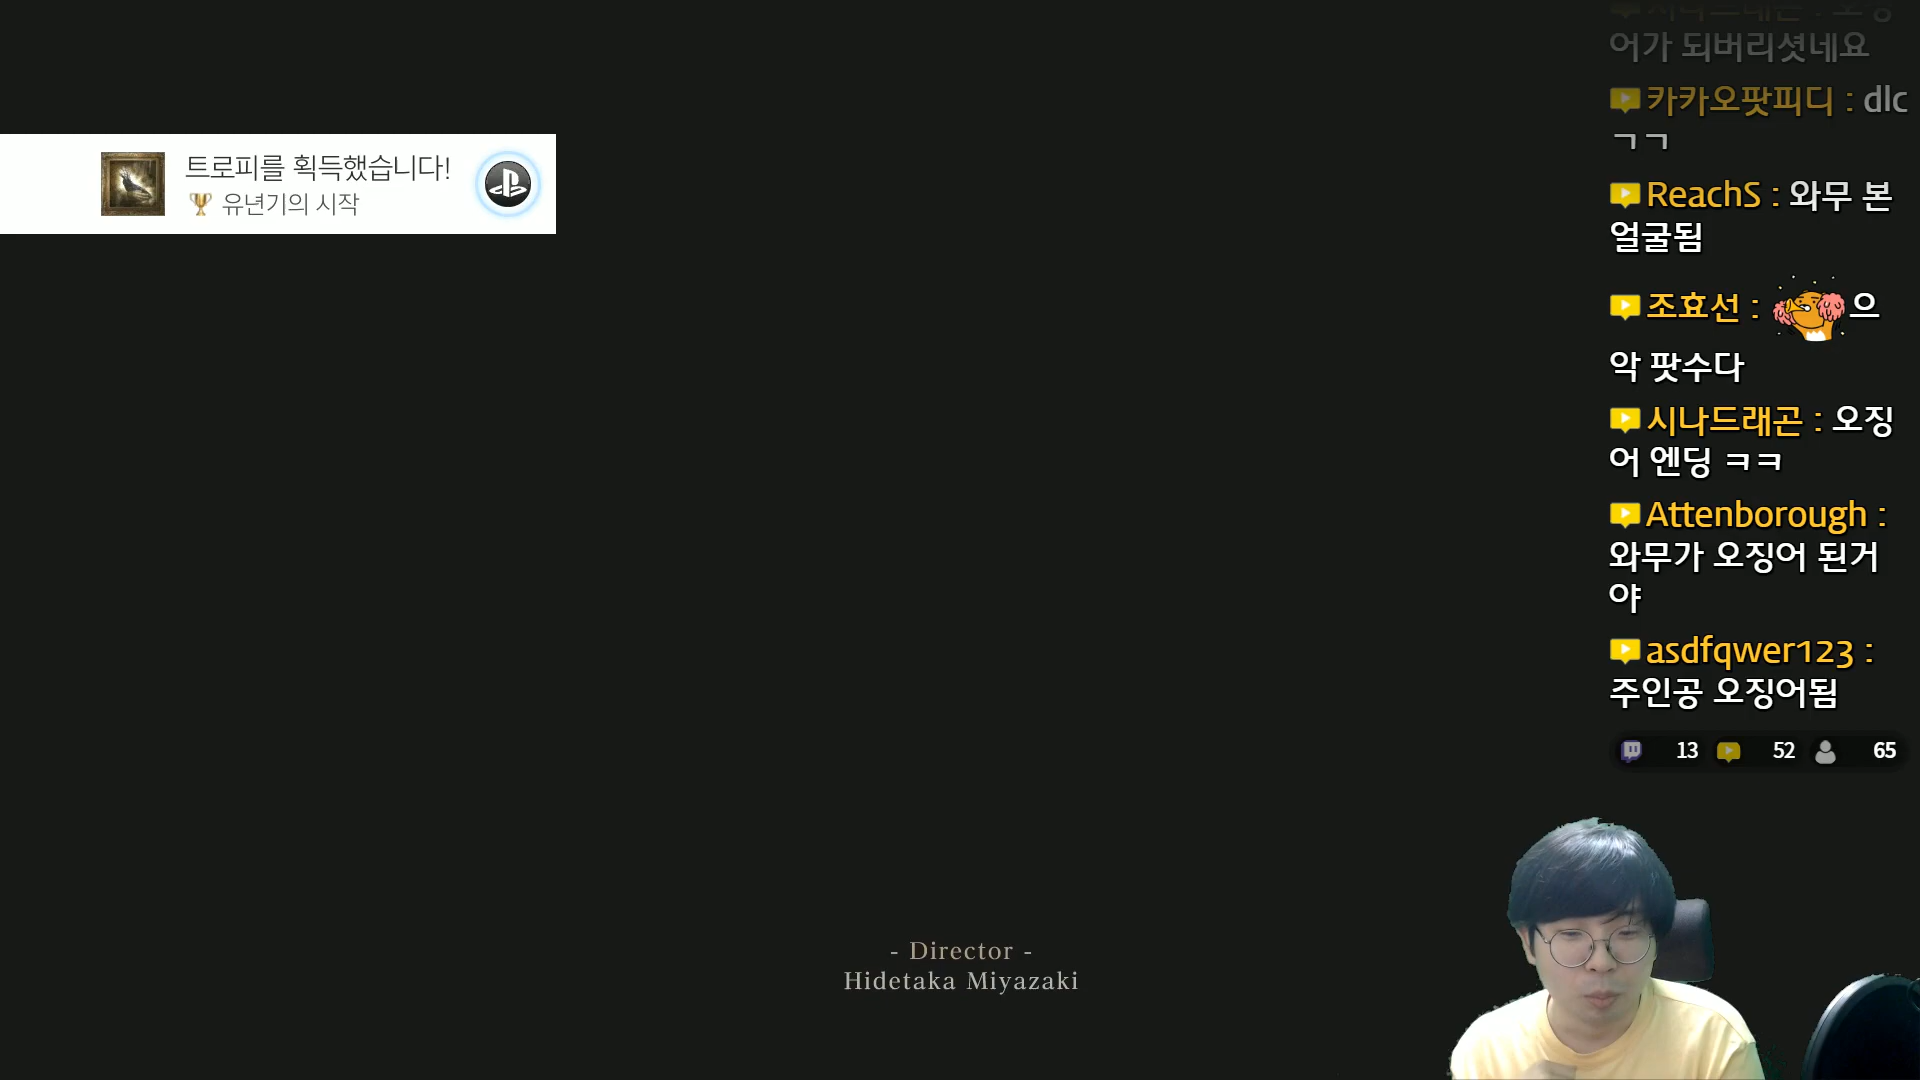 어가 되버리셧네요
카카오팟피디 : dlc
ㄱㄱ
ReachS : 와무 본
얼굴됨
조효선 : 으
악 팟수다
시나드래곤 : 오징
어 엔딩 ㅋㅋ
Attenborough :
와무가 오징어 된거
야
asdfqwer123 :
주인공 오징어됨
13 52 65
트로피를 획득했습니다!
유년기의 시작
- Director -
Hidetaka Miyazaki